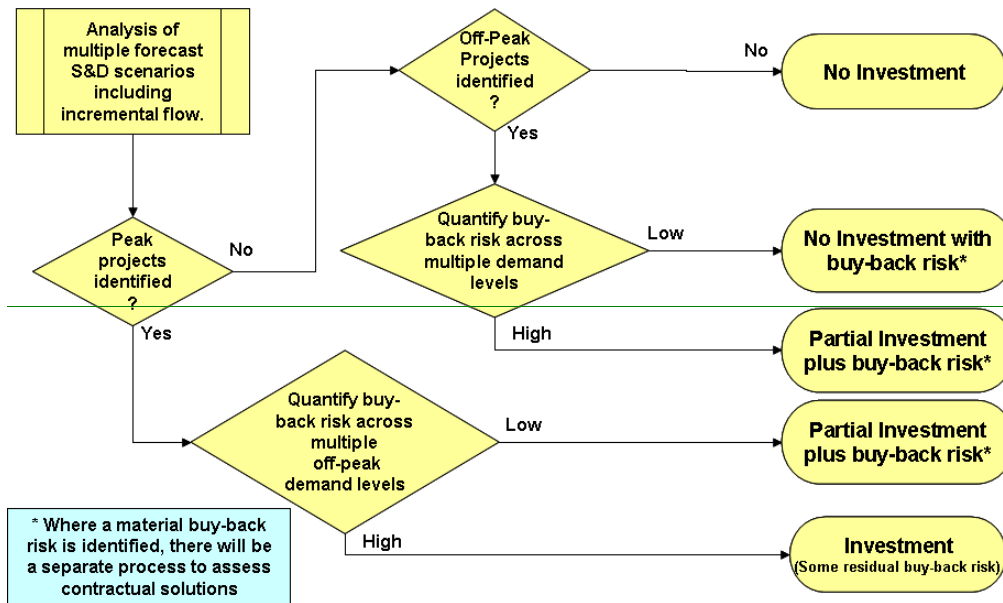 Analysis of
multiple forecast
S&D scenarios
including
incremental flow.
Off-Peak
Projects
identified
?
No
No Investment
Yes
Peak
projects
identified
?
No
Quantify buy-
back risk across
multiple demand
levels
Low
No Investment with
buy-back risk*
Yes
High
Partial Investment
plus buy-back risk*
Quantify buy-
back risk across
multiple
off-peak
demand levels
Low
Partial Investment
plus buy-back risk*
High
Investment
(Some residual buy-back risk)
* Where a material buy-back
risk is identified, there will be
a separate process to assess
contractual solutions